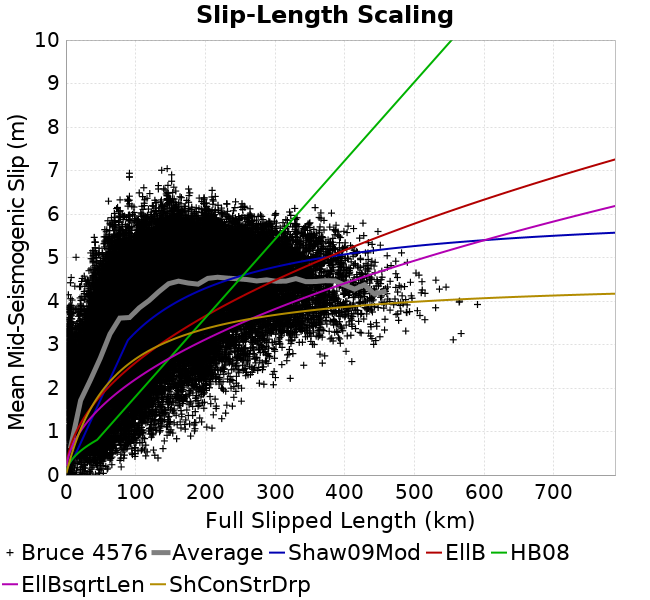 Slip-Length Scaling
Mean Mid-Seismogenic Slip (m)
10
9
8
7
6
5
4
3
2
1
0
0 100 200 300 400 500 600 700
Full Slipped Length (km)
Bruce 4576 Average Shaw09Mod EllB HB08
EllBsqrtLen ShConStrDrp